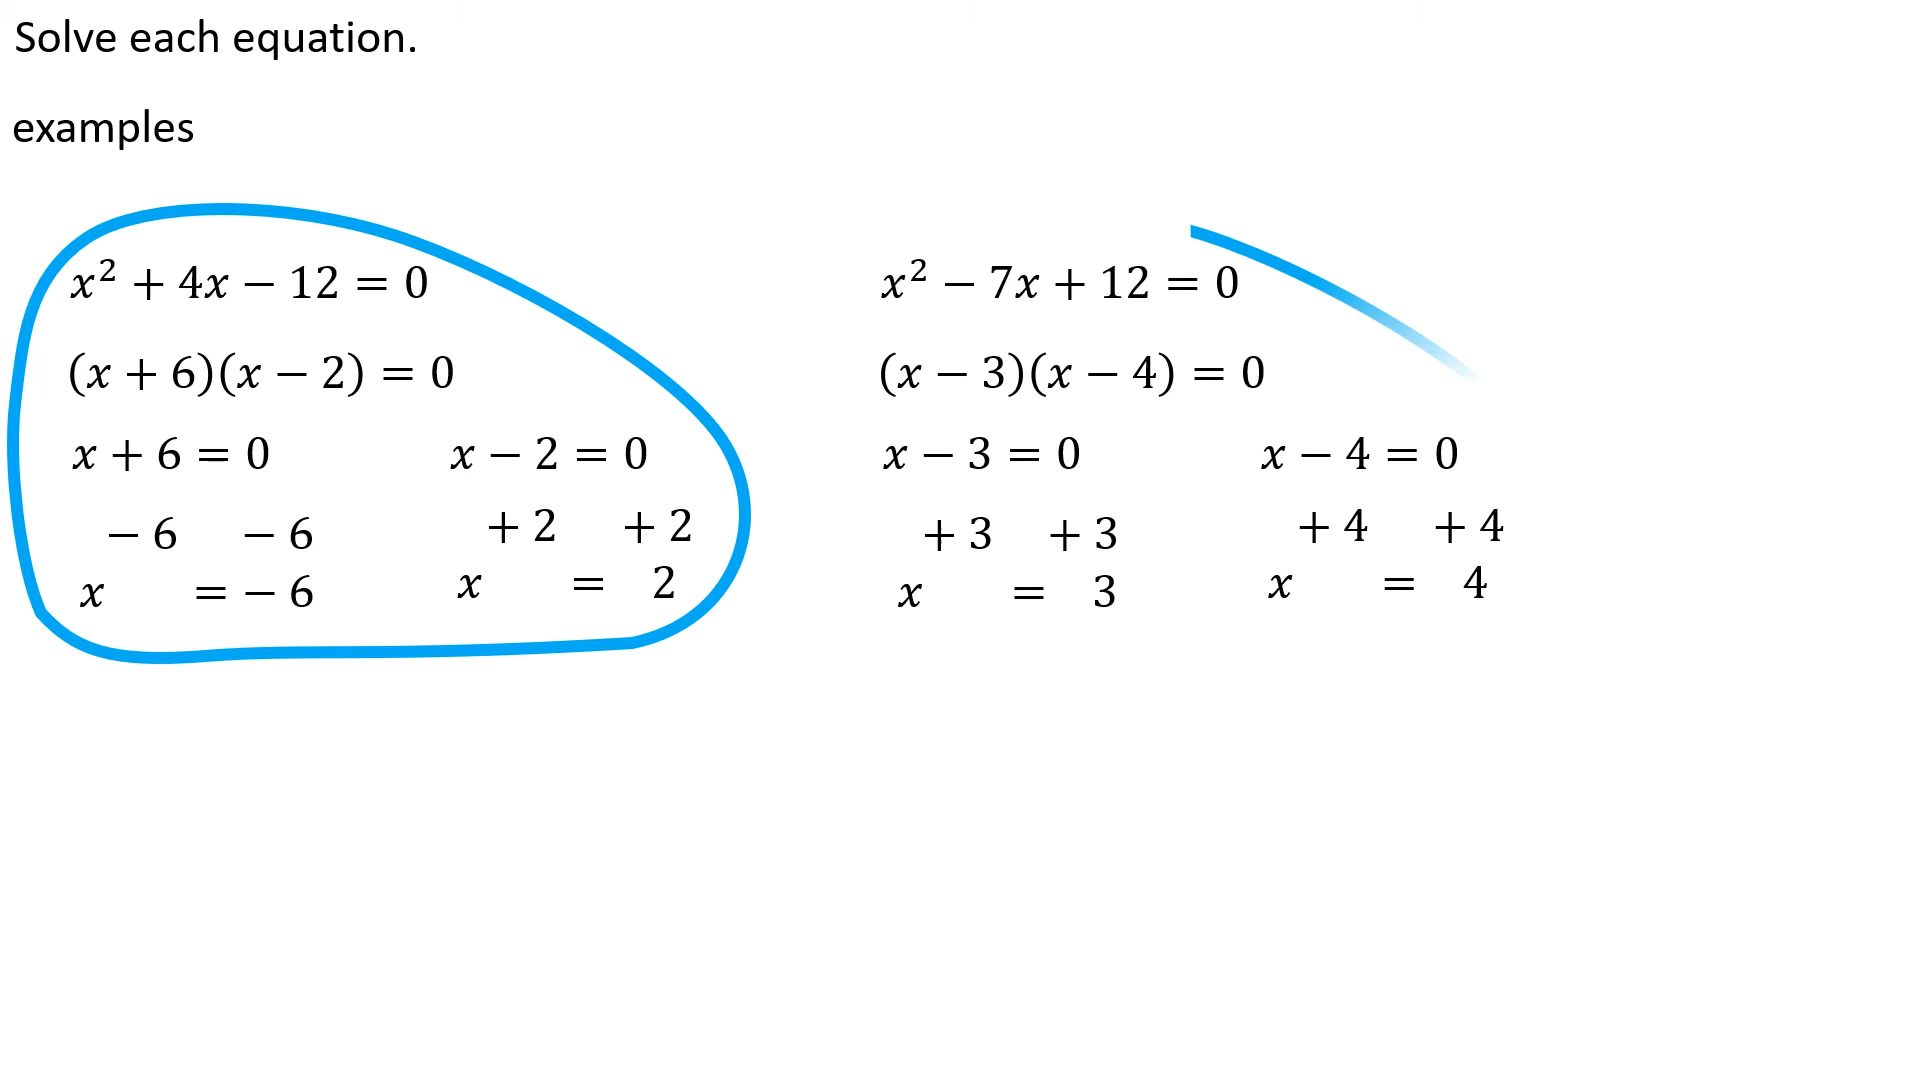 Solve each equation.
examples
x² + 4x − 12 = 0
(x + 6)(x − 2) = 0
x + 6 = 0 x − 2 = 0
− 6 − 6 + 2 + 2
x = − 6 x = 2
x² − 7x + 12 = 0
(x − 3)(x − 4) = 0
x − 3 = 0 x − 4 = 0
+ 3 + 3 + 4 + 4
x = 3 x = 4